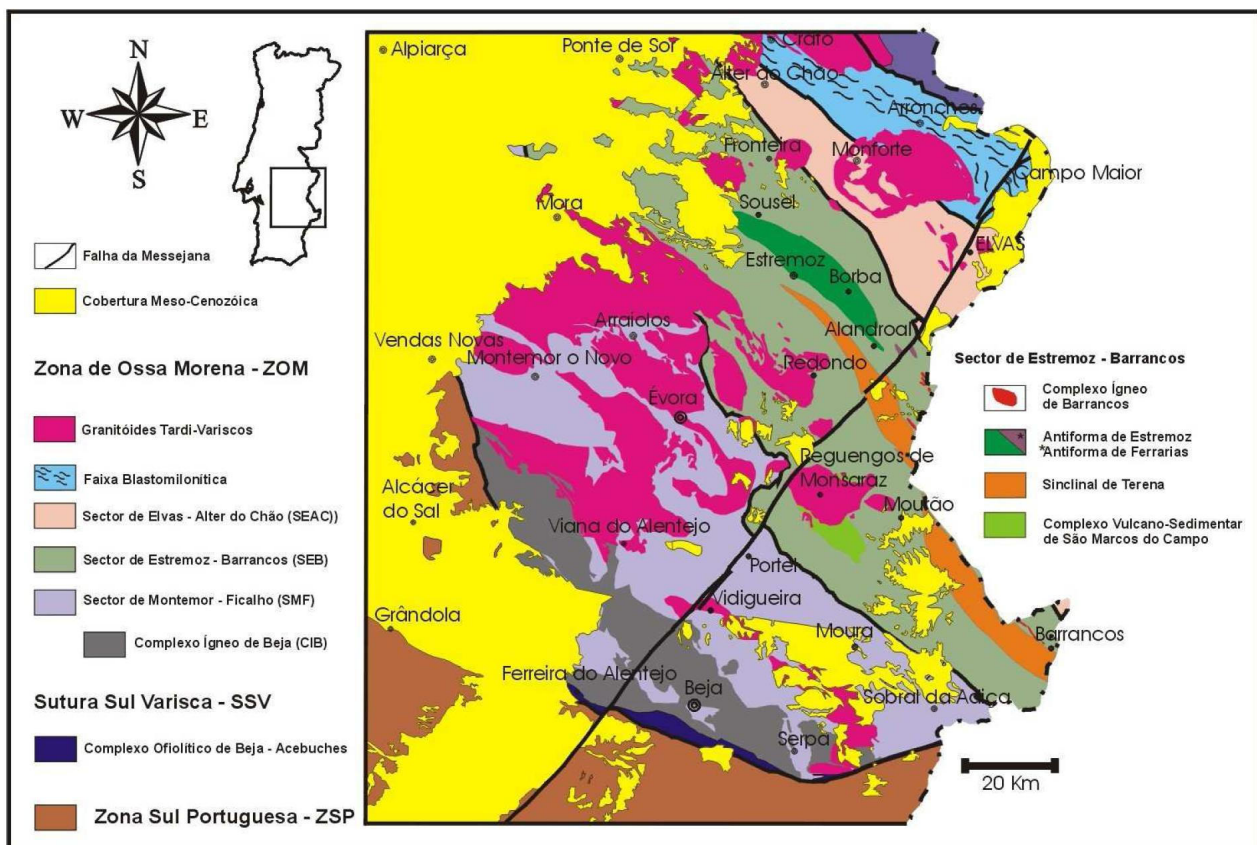 N
W
E
S
Falha da Messejana
Cobertura Meso-Cenozóica
Zona de Ossa Morena - ZOM
Granitóides Tardi-Variscos
Faixa Blastomilonítica
Sector de Elvas - Alter do Chão (SEAC))
Sector de Estremoz - Barrancos (SEB)
Sector de Montemor - Ficalho (SMF)
Complexo Ígneo de Beja (CIB)
Sutura Sul Varisca - SSV
Complexo Ofiolítico de Beja - Acebuches
Zona Sul Portuguesa - ZSP
Alpiarça
Ponte de Sor
Crato
Alter do Chão
Arronches
Fronteira
Monforte
Campo Maior
Mora
Sousel
ELVAS
Estremoz
Borba
Vendas Novas
Arraiolos
Alandroal
Montemor o Novo
Redondo
Évora
Reguengos de
Monsaraz
Alcácer
do Sal
Mourão
Viana do Alentejo
Portel
Vidigueira
Grândola
Moura
Barrancos
Ferreira do Alentejo
Beja
Sobral da Adiça
Serpa
20 Km
Sector de Estremoz - Barrancos
Complexo Ígneo
de Barrancos
* Antiforma de Estremoz
*Antiforma de Ferrarias
Sinclinal de Terena
Complexo Vulcano-Sedimentar
de São Marcos do Campo